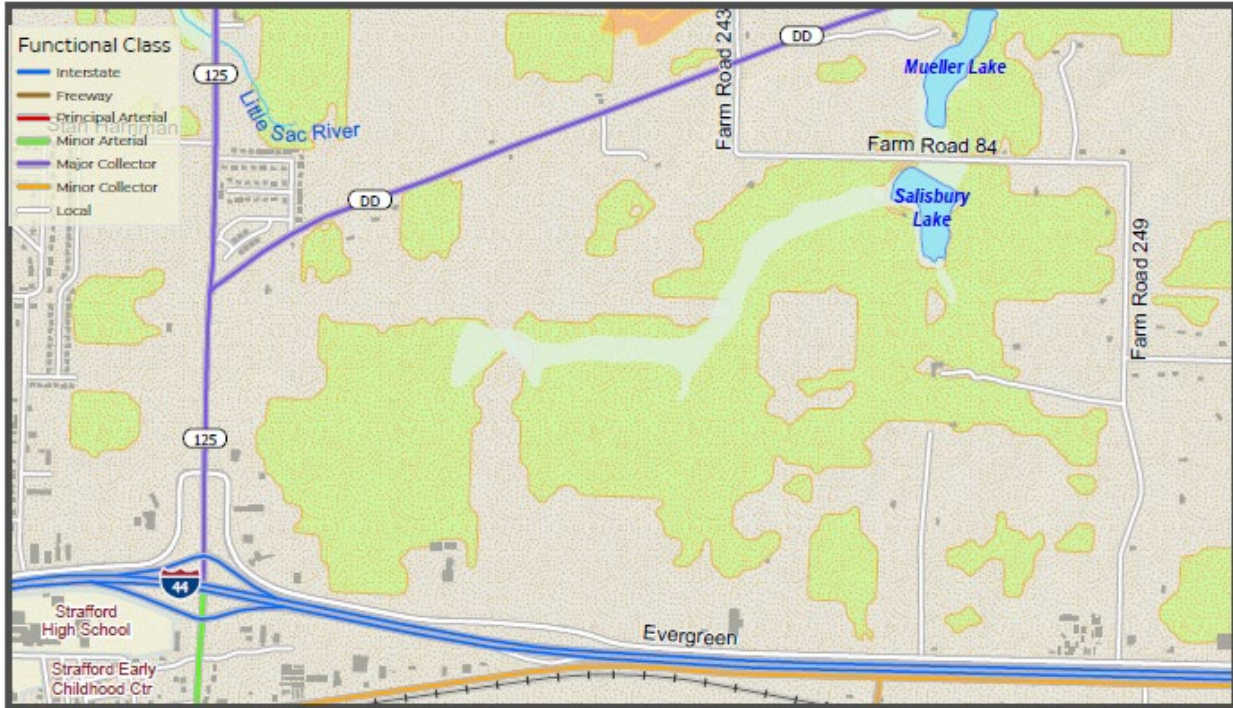 Functional Class
Interstate
Freeway
Principal Arterial
Minor Arterial
Major Collector
Minor Collector
Local
Stan Harriman
125
Little Sac River
DD
DD
Farm Road 243
Mueller Lake
Farm Road 84
Salisbury
Lake
Farm Road 249
125
44
Strafford
High School
Strafford Early
Childhood Ctr
Evergreen